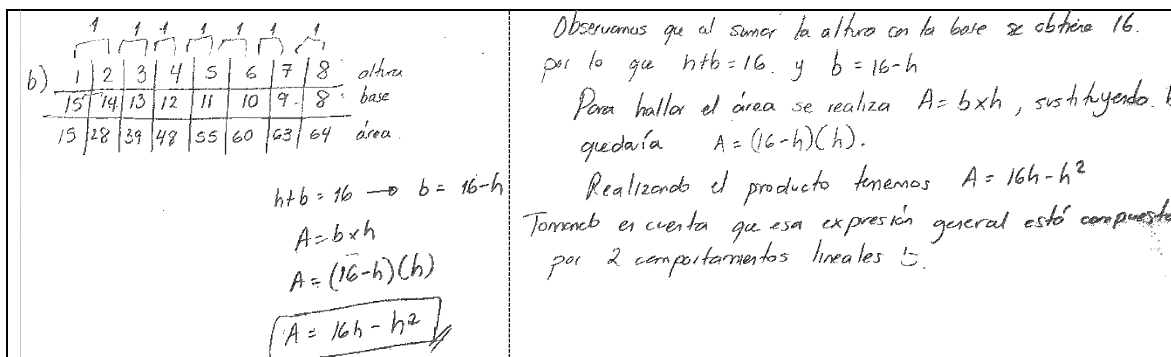 1 1 1 1 1 1 1
b) 1 | 2 | 3 | 4 | 5 | 6 | 7 | 8 altura
15 | 14 | 13 | 12 | 11 | 10 | 9 | 8 base
15 | 28 | 39 | 48 | 55 | 60 | 63 | 64 área.
h+b = 16 → b = 16-h
A = b×h
A = (16-h)(h)
A = 16h - h²
Observamos que al sumar la altura con la base se obtiene 16.
por lo que h+b = 16. y b = 16-h
Para hallar el área se realiza A = b×h, sustituyendo.
quedaría A = (16-h)(h).
Realizando el producto tenemos A = 16h - h²
Tomando en cuenta que esa expresión general está compuesta
por 2 comportamientos lineales